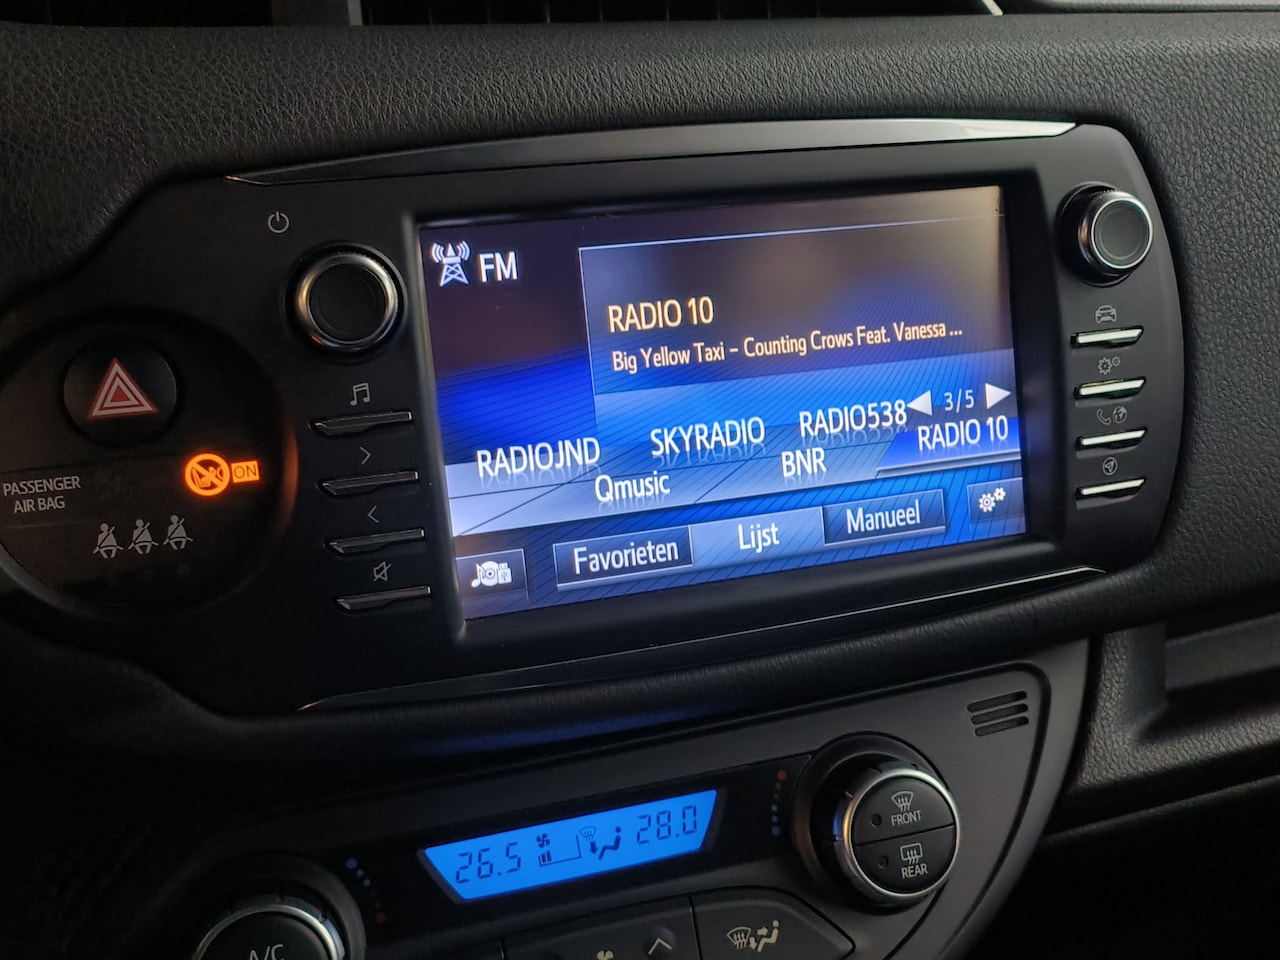 FM
RADIO 10
Big Yellow Taxi – Counting Crows Feat. Vanessa ...
3/5
RADIOJND SKYRADIO RADIO538
Qmusic BNR RADIO 10
Favorieten Lijst Manueel
PASSENGER
AIR BAG
ON
26.5 28.0
FRONT
REAR
A/C